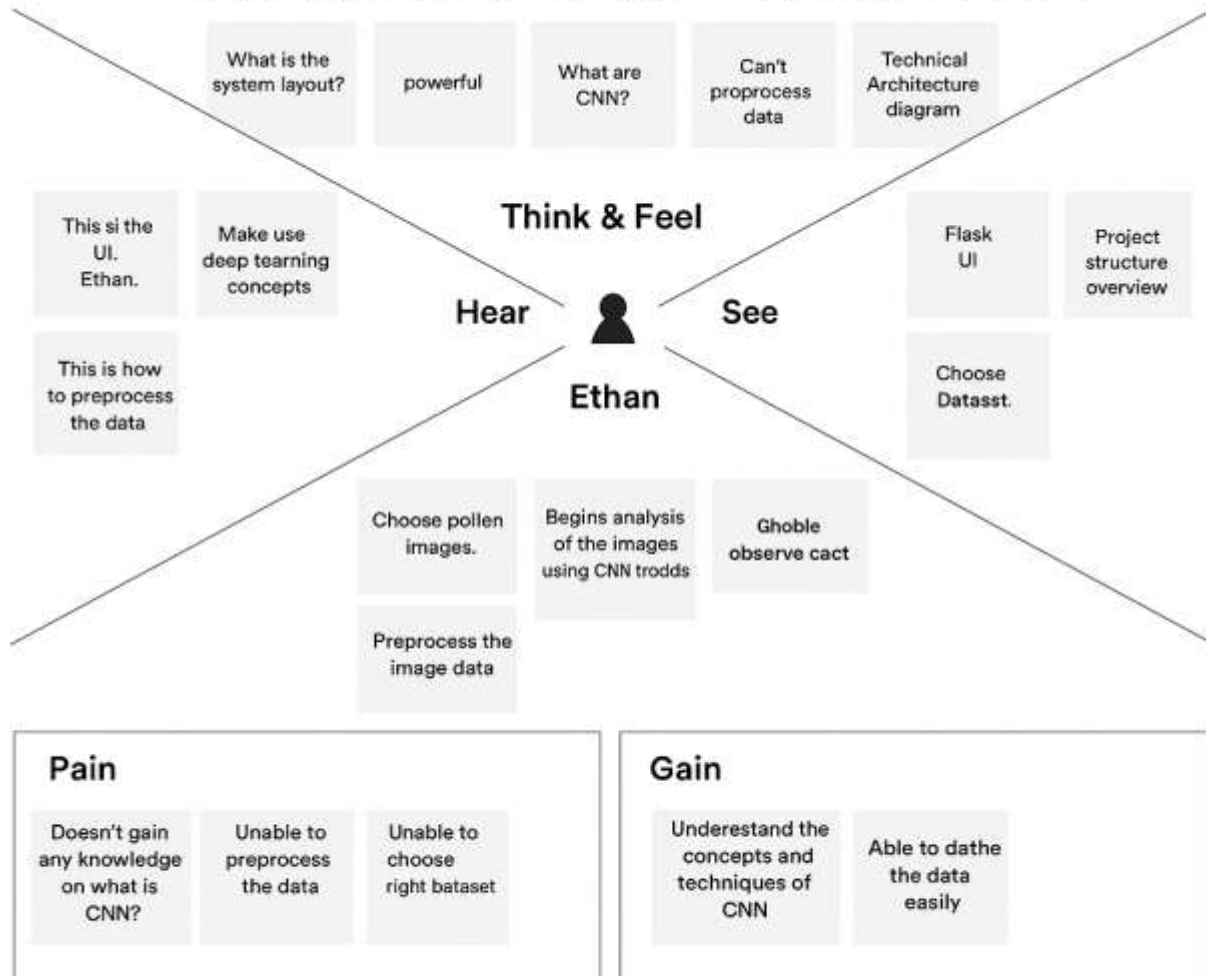 What is the
system layout?
powerful
What are
CNN?
Can't
proprocess
data
Technical
Architecture
diagram
Think & Feel
This si the
UI.
Ethan.
Make use
deep tearning
concepts
This is how
to preprocess
the data
Hear
See
Ethan
Flask
UI
Project
structure
overview
Choose
Datasst.
Choose pollen
images.
Begins analysis
of the images
using CNN trodds
Ghoble
observe cact
Preprocess the
image data
Pain
Doesn't gain
any knowledge
on what is
CNN?
Unable to
preprocess
the data
Unable to
choose
right bataset
Gain
Underestand the
concepts and
techniques of
CNN
Able to dathe
the data
easily